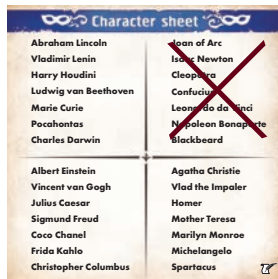 Character sheet
Abraham Lincoln
Vladimir Lenin
Harry Houdini
Ludwig van Beethoven
Marie Curie
Pocahontas
Charles Darwin
Joan of Arc
Isaac Newton
Cleopatra
Confucius
Leonardo da Vinci
Napoleon Bonaparte
Blackbeard
Albert Einstein
Vincent van Gogh
Julius Caesar
Sigmund Freud
Coco Chanel
Frida Kahlo
Christopher Columbus
Agatha Christie
Vlad the Impaler
Homer
Mother Teresa
Marilyn Monroe
Michelangelo
Spartacus